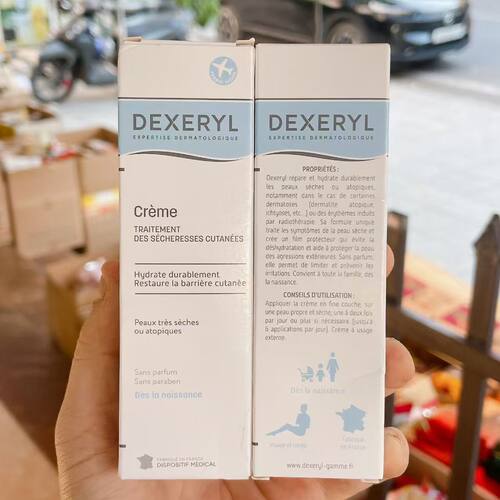 DEXERYL
EXPERTISE DERMATOLOGIQUE
Crème
TRAITEMENT
DES SÉCHERESSES CUTANÉES
Hydrate durablement
Restaure la barrière cutanée
Peaux très sèches
ou atopiques
Sans parfum
Sans paraben
Dès la naissance
FABRIQUÉ EN FRANCE
DISPOSITIF MÉDICAL
DEXERYL
EXPERTISE DERMATOLOGIQUE
PROPRIÉTÉS :
Dexeryl répare et hydrate durablement
les peaux sèches ou atopiques,
notamment dans le cas de certaines
dermatoses [dermatite atopique,
ichtyoses, etc...] ou des érythèmes induits
par radiothérapie. Sa formule unique
traite les symptômes de la peau sèche et
crée un film protecteur qui évite la
déshydratation et aide à protéger la peau
des agressions extérieures. Sans parfum,
elle permet de limiter et prévenir les
irritations. Convient à toute la famille, dès
la naissance.
CONSEILS D'UTILISATION :
Appliquer la crème en fine couche, sur
une peau propre et sèche, une à deux fois
par jour ou plus si nécessaire [jusqu'à
6 applications par jour]. Crème à usage
externe.
Dès la naissance
Visage et corps
Fabriqué
en France
www.dexeryl-gamme.fr